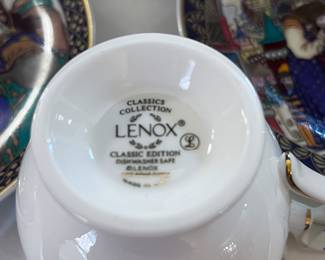 CLASSICS
COLLECTION
LENOX®
CLASSIC EDITION
DISHWASHER SAFE
©LENOX